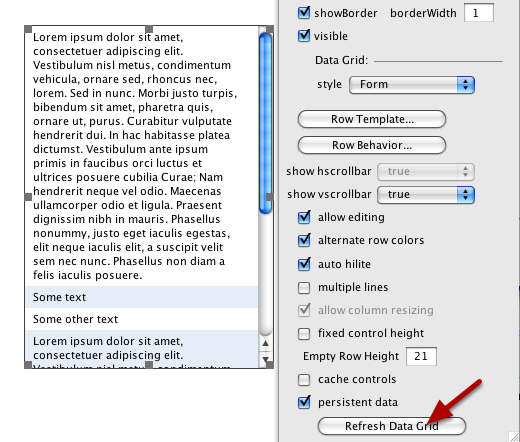 Lorem ipsum dolor sit amet,
consectetuer adipiscing elit.
Vestibulum nisl metus, condimentum
vehicula, ornare sed, rhoncus nec,
lorem. Sed in nunc. Morbi justo turpis,
bibendum sit amet, pharetra quis,
ornare ut, purus. Curabitur vulputate
hendrerit dui. In hac habitasse platea
dictumst. Vestibulum ante ipsum
primis in faucibus orci luctus et
ultrices posuere cubilia Curae; Nam
hendrerit neque vel odio. Maecenas
ullamcorper odio et ligula. Praesent
dignissim nibh in mauris. Phasellus
nonummy, justo eget iaculis egestas,
elit neque iaculis elit, a suscipit velit
sem nec nunc. Phasellus non diam a
felis iaculis posuere.
Some text
Some other text
Lorem ipsum dolor sit amet,
consectetuer adipiscing elit.
Vestibulum nisl metus, condimentum
showBorder borderWidth 1
visible
Data Grid:
style Form
Row Template...
Row Behavior...
show hscrollbar true
show vscrollbar true
allow editing
alternate row colors
auto hilite
multiple lines
allow column resizing
fixed control height
Empty Row Height 21
cache controls
persistent data
Refresh Data Grid